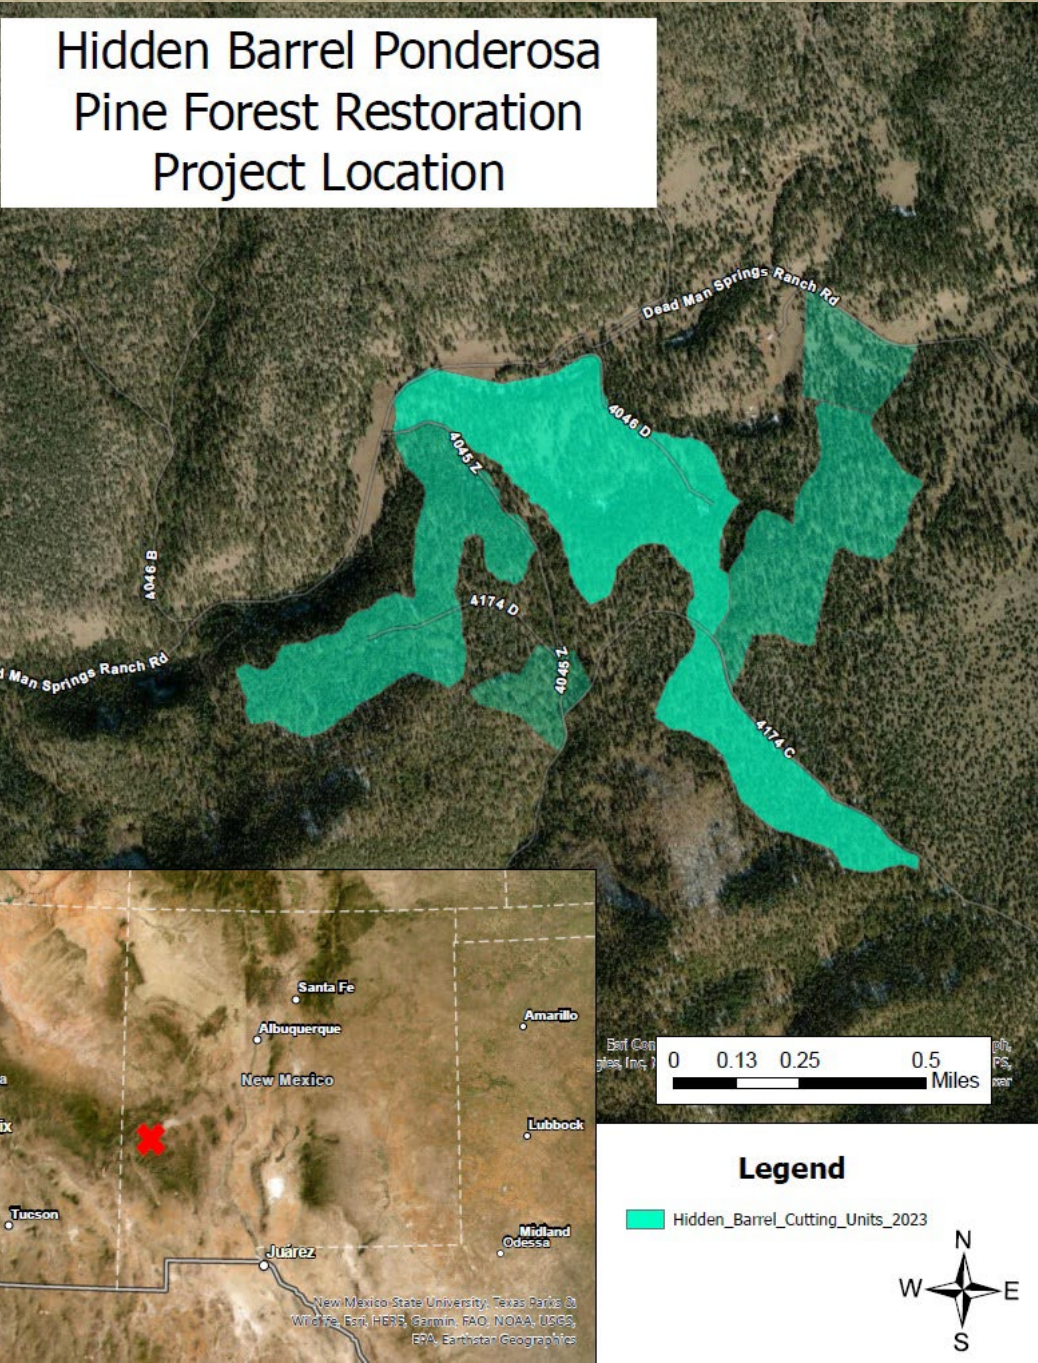 Hidden Barrel Ponderosa
Pine Forest Restoration
Project Location
Dead Man Springs Ranch Rd
4046 D
4045 Z
4046 B
4174 D
Man Springs Ranch Rd
4045 Z
4174 C
Santa Fe
Albuquerque
Amarillo
New Mexico
Lubbock
Tucson
Midland
Odessa
Juárez
New Mexico State University, Texas Parks &
Wildlife, Esri, HERE, Garmin, FAO, NOAA, USGS,
EPA, Earthstar Geographics
0 0.13 0.25 0.5
Miles
Legend
Hidden_Barrel_Cutting_Units_2023
N
W E
S